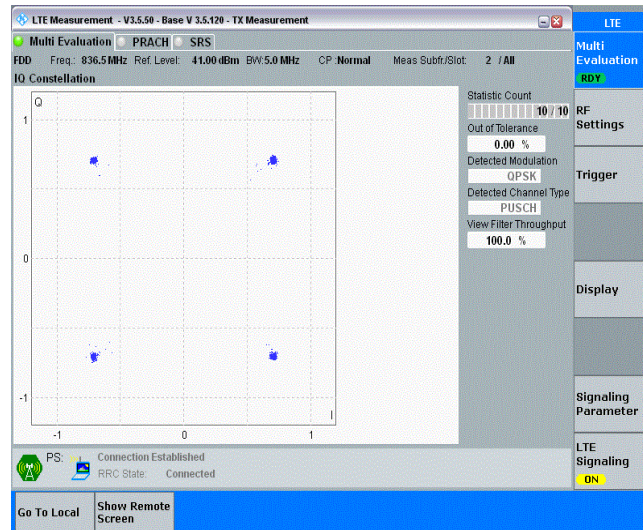 LTE Measurement - V3.5.50 - Base V 3.5.120 - TX Measurement
LTE
Multi Evaluation PRACH SRS
Multi
Evaluation
RDY
FDD Freq.: 836.5 MHz Ref. Level: 41.00 dBm BW:5.0 MHz CP :Normal Meas Subfr./Slot: 2 / All
IQ Constellation
Q
1
0
-1
-1 0 1
I
Statistic Count
10 / 10
Out of Tolerance
0.00 %
Detected Modulation
QPSK
Detected Channel Type
PUSCH
View Filter Throughput
100.0 %
RF
Settings
Trigger
Display
Signaling
Parameter
LTE
Signaling
ON
PS: Connection Established
RRC State: Connected
Go To Local
Show Remote
Screen